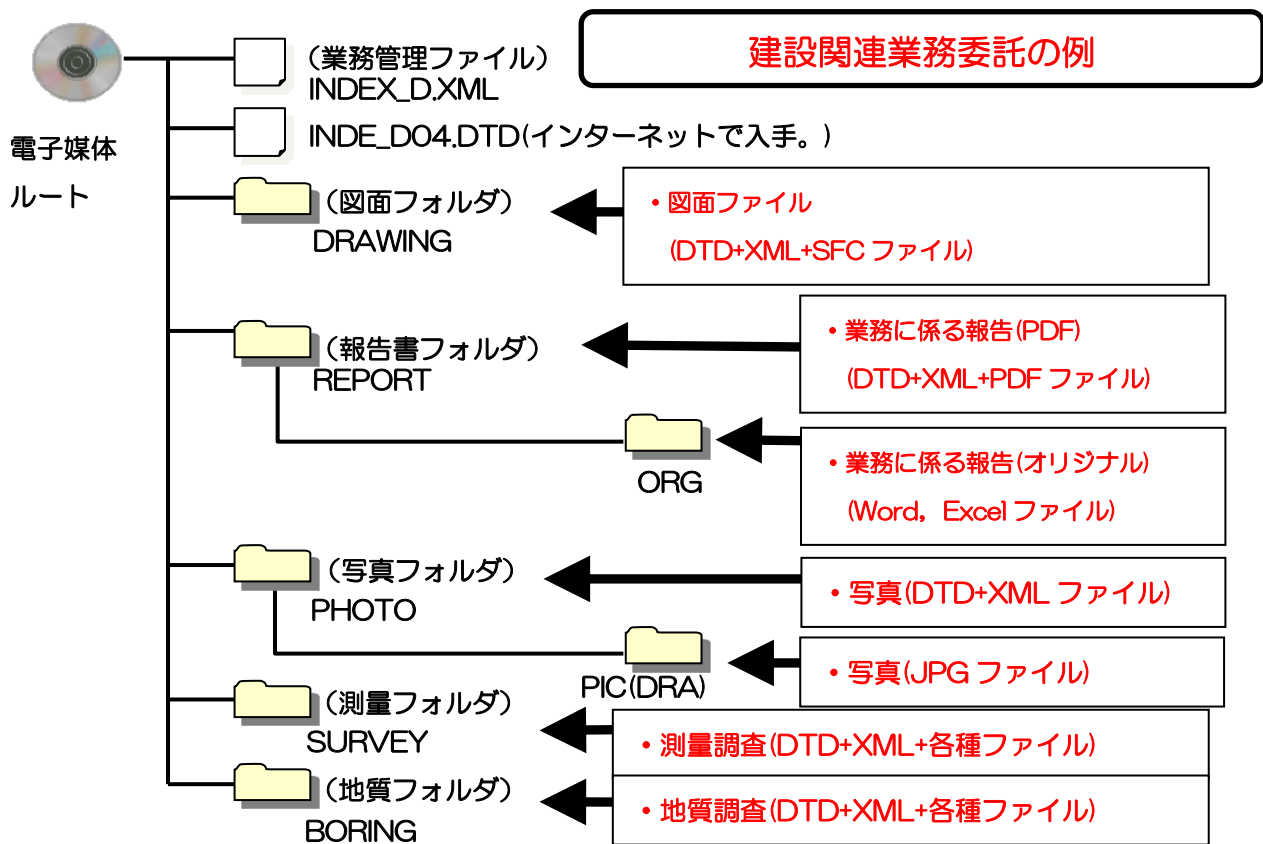 建設関連業務委託の例
電子媒体
ルート
（業務管理ファイル）
INDEX_D.XML
INDE_D04.DTD(インターネットで入手。)
（図面フォルダ）
DRAWING
・図面ファイル
(DTD+XML+SFC ファイル)
（報告書フォルダ）
REPORT
・業務に係る報告(PDF)
(DTD+XML+PDF ファイル)
ORG
・業務に係る報告(オリジナル)
(Word, Excel ファイル)
（写真フォルダ）
PHOTO
・写真(DTD+XML ファイル)
PIC(DRA)
・写真(JPG ファイル)
（測量フォルダ）
SURVEY
・測量調査(DTD+XML+各種ファイル)
（地質フォルダ）
BORING
・地質調査(DTD+XML+各種ファイル)